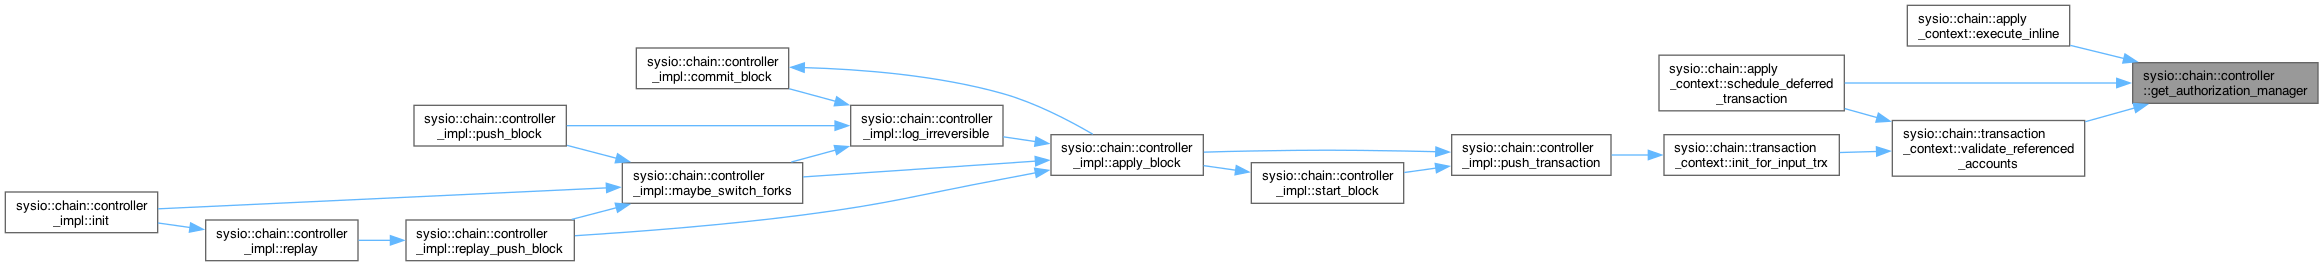 sysio::chain::controller
_impl::init
sysio::chain::controller
_impl::replay
sysio::chain::controller
_impl::push_block
sysio::chain::controller
_impl::replay_push_block
sysio::chain::controller
_impl::commit_block
sysio::chain::controller
_impl::maybe_switch_forks
sysio::chain::controller
_impl::log_irreversible
sysio::chain::controller
_impl::apply_block
sysio::chain::controller
_impl::start_block
sysio::chain::controller
_impl::push_transaction
sysio::chain::transaction
_context::init_for_input_trx
sysio::chain::apply
_context::execute_inline
sysio::chain::apply
_context::schedule_deferred
_transaction
sysio::chain::transaction
_context::validate_referenced
_accounts
sysio::chain::controller
::get_authorization_manager